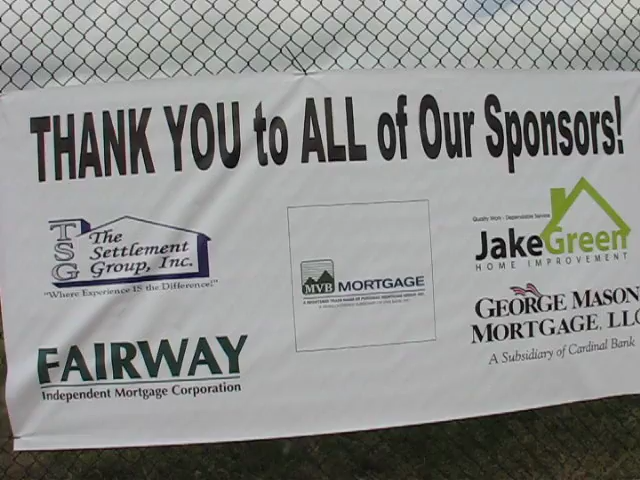 THANK YOU to ALL of Our Sponsors!
TSG The Settlement Group, Inc.
"Where Experience IS the Difference!"
FAIRWAY
Independent Mortgage Corporation
MVB MORTGAGE
Quality Work - Dependable Service
JakeGreen
HOME IMPROVEMENT
GEORGE MASON
MORTGAGE, LLC
A Subsidiary of Cardinal Bank